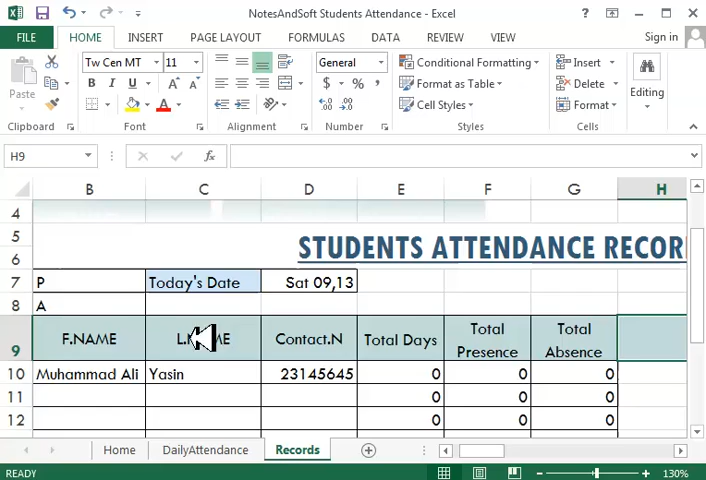 NotesAndSoft Students Attendance - Excel
FILE HOME INSERT PAGE LAYOUT FORMULAS DATA REVIEW VIEW Sign in
Paste
Tw Cen MT 11
B I U A A
A
General
$ % ,
Conditional Formatting
Format as Table
Cell Styles
Insert
Delete
Format
Editing
Clipboard Font Alignment Number Styles Cells
H9 fx
B C D E F G H
4
5
6
STUDENTS ATTENDANCE RECOR
7 P Today's Date Sat 09,13
8 A
9 F.NAME Contact.N Total Days Total Presence Total Absence
10 Muhammad Ali Yasin 23145645 0 0 0
11 0 0 0
12 0 0 0
Home DailyAttendance Records
READY 130%